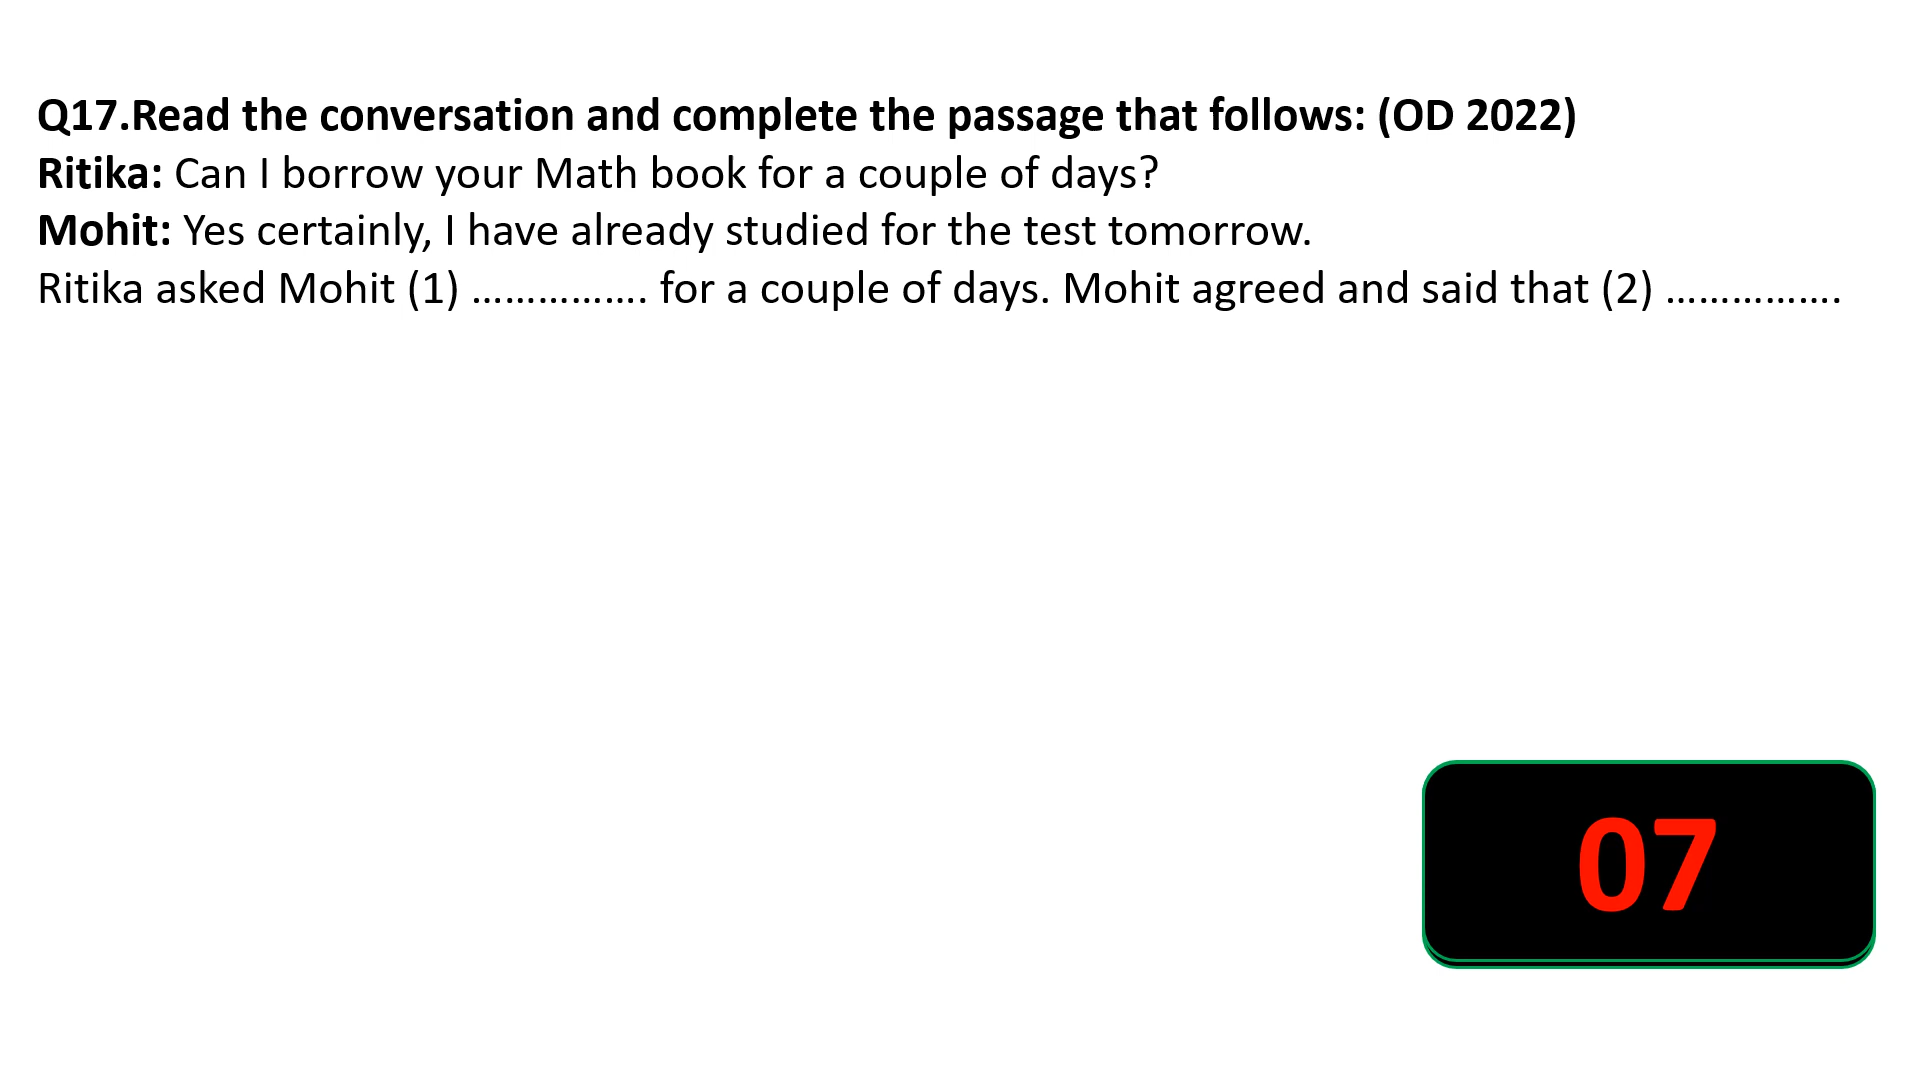 Q17.Read the conversation and complete the passage that follows: (OD 2022)
Ritika: Can I borrow your Math book for a couple of days?
Mohit: Yes certainly, I have already studied for the test tomorrow.
Ritika asked Mohit (1) ……………. for a couple of days. Mohit agreed and said that (2) …………….
07